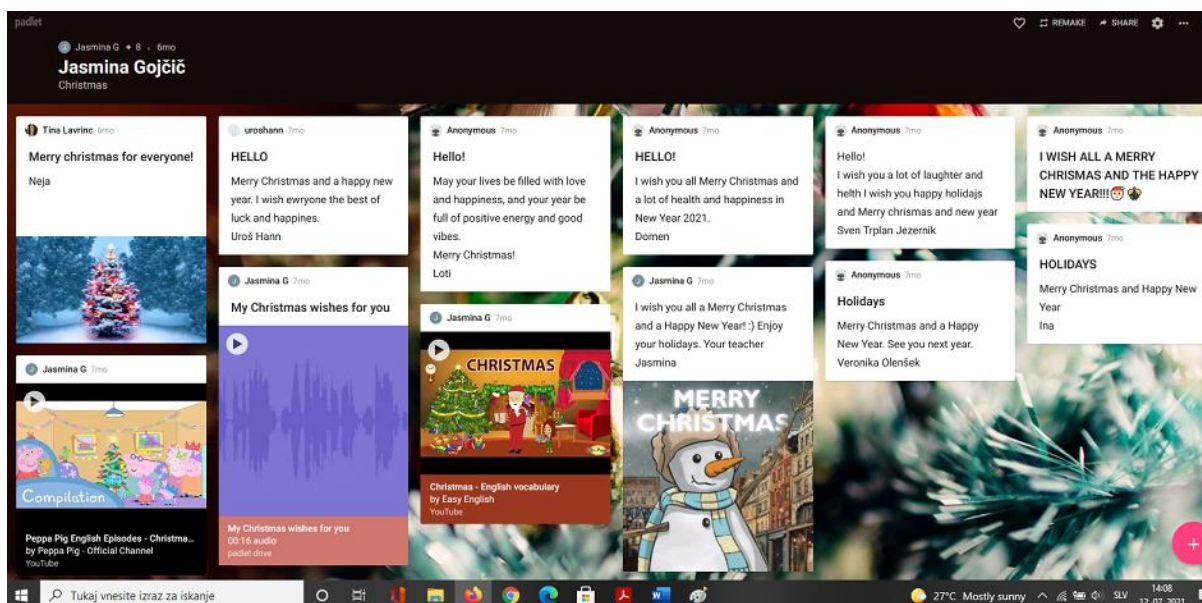 padlet
REMAKE
SHARE
Jasmina G + 8 . 6mo
Jasmina Gojčič
Christmas
Tina Lavrinc 6mo
Merry christmas for everyone!
Neja
Jasmina G 7mo
Compilation
Peppa Pig English Episodes - Christma...
by Peppa Pig - Official Channel
YouTube
uroshann 7mo
HELLO
Merry Christmas and a happy new
year. I wish ewryone the best of
luck and happines.
Uroš Hann
Jasmina G 7mo
My Christmas wishes for you
My Christmas wishes for you
00:16 audio
padlet drive
Anonymous 7mo
Hello!
May your lives be filled with love
and happiness, and your year be
full of positive energy and good
vibes.
Merry Christmas!
Loti
Jasmina G 7mo
CHRISTMAS
Christmas - English vocabulary
by Easy English
YouTube
Anonymous 7mo
HELLO!
I wish you all Merry Christmas and
a lot of health and happiness in
New Year 2021.
Domen
Jasmina G 7mo
I wish you all a Merry Christmas
and a Happy New Year! :) Enjoy
your holidays. Your teacher
Jasmina
MERRY
CHRISTMAS
Anonymous 7mo
Hello!
I wish you a lot of laughter and
helth I wish you happy holidajs
and Merry chrismas and new year
Sven Trplan Jezernik
Anonymous 7mo
Holidays
Merry Christmas and a Happy
New Year. See you next year.
Veronika Olenšek
Anonymous 7mo
I WISH ALL A MERRY
CHRISMAS AND THE HAPPY
NEW YEAR!!!🎅
Anonymous 7mo
HOLIDAYS
Merry Christmas and Happy New
Year
Ina
Tukaj vnesite izraz za iskanje
27°C Mostly sunny
SLV
14:08
12. 07. 2021